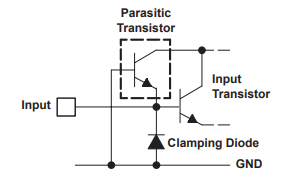 Parasitic
Transistor
Input
Transistor
Input
Clamping Diode
GND